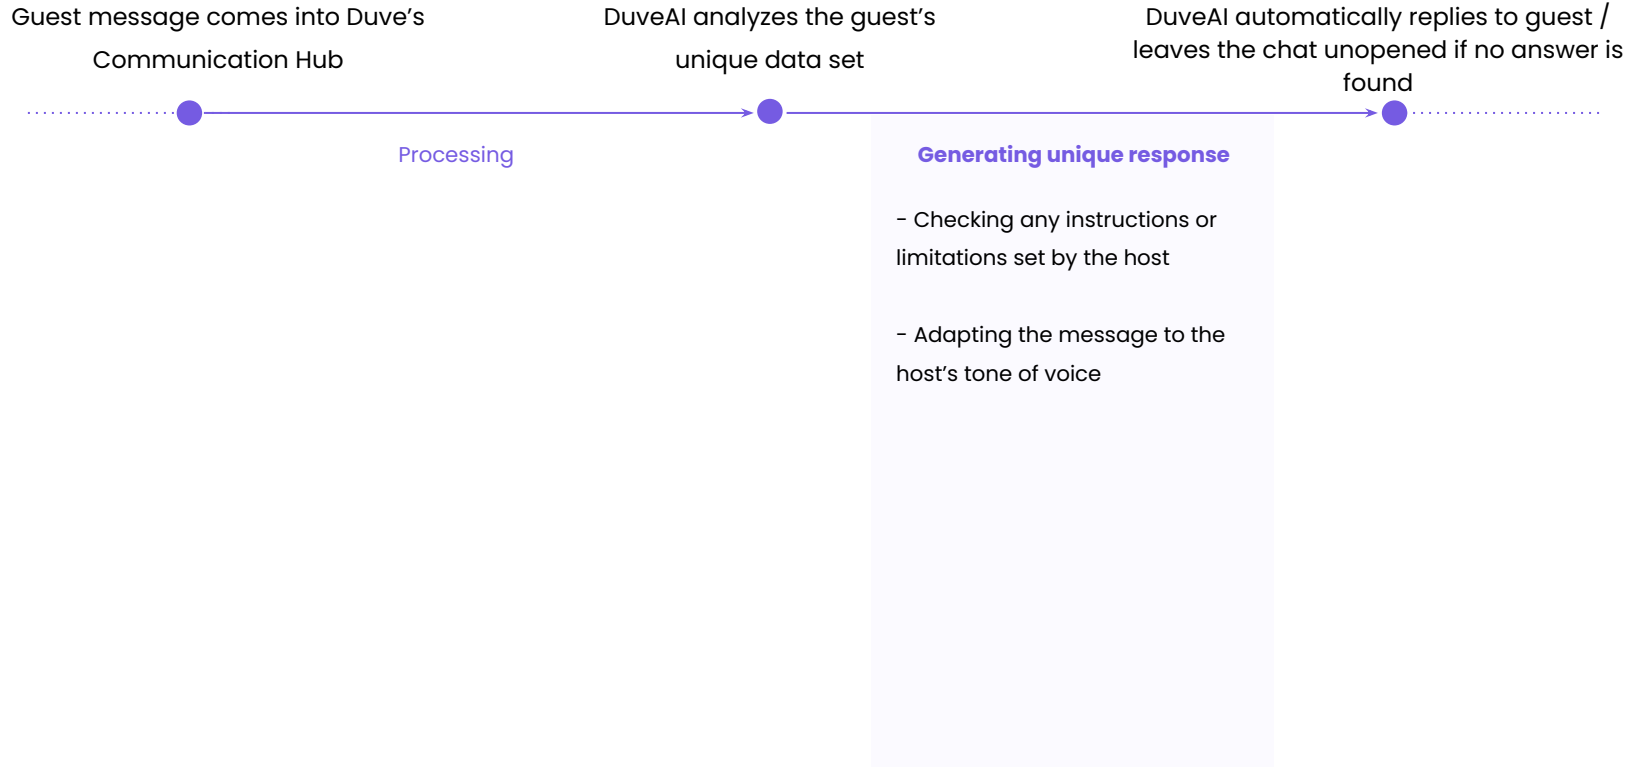 Guest message comes into Duve’s
Communication Hub
DuveAI analyzes the guest’s
unique data set
DuveAI automatically replies to guest /
leaves the chat unopened if no answer is
found
Processing
Generating unique response
- Checking any instructions or
limitations set by the host
- Adapting the message to the
host’s tone of voice